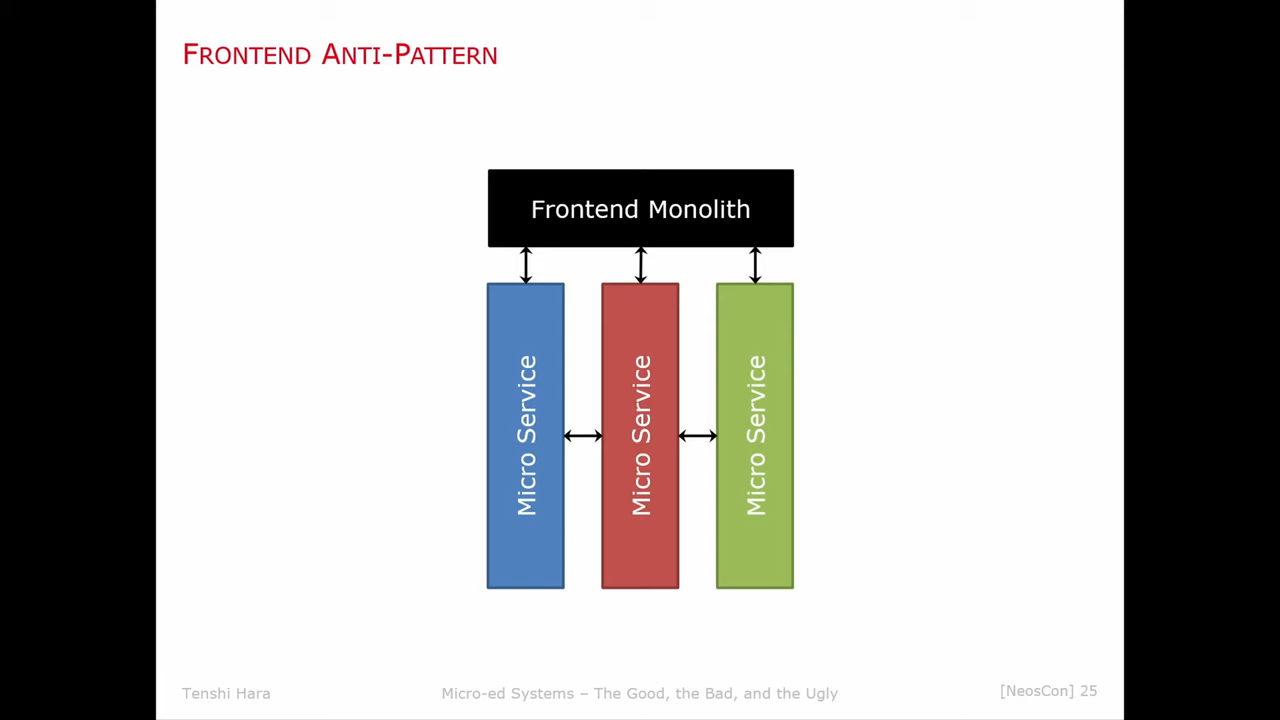 FRONTEND ANTI-PATTERN
Frontend Monolith
Micro Service
Micro Service
Micro Service
Tenshi Hara
Micro-ed Systems – The Good, the Bad, and the Ugly
[NeosCon] 25